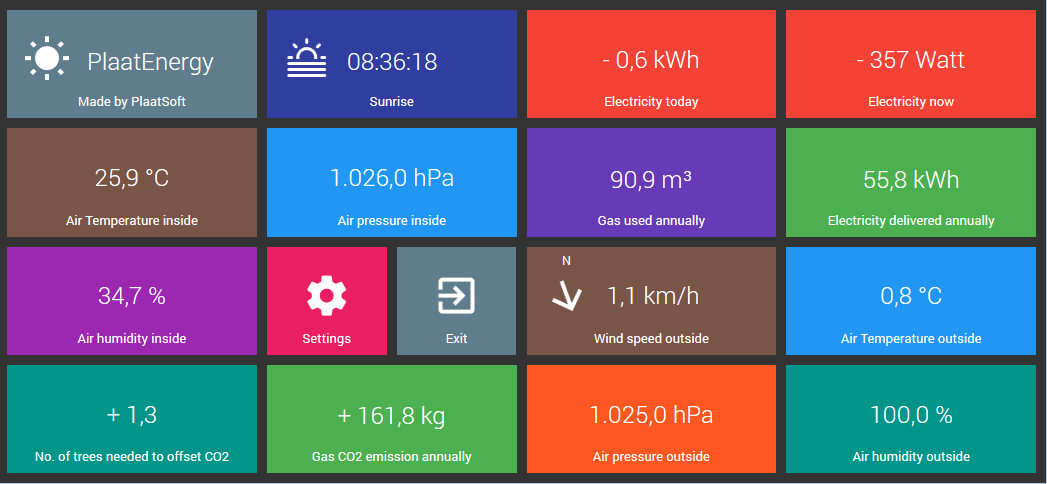 PlaatEnergy
Made by PlaatSoft
08:36:18
Sunrise
- 0,6 kWh
Electricity today
- 357 Watt
Electricity now
25,9 °C
Air Temperature inside
1.026,0 hPa
Air pressure inside
90,9 m³
Gas used annually
55,8 kWh
Electricity delivered annually
34,7 %
Air humidity inside
Settings
Exit
N
1,1 km/h
Wind speed outside
0,8 °C
Air Temperature outside
+ 1,3
No. of trees needed to offset CO2
+ 161,8 kg
Gas CO2 emission annually
1.025,0 hPa
Air pressure outside
100,0 %
Air humidity outside